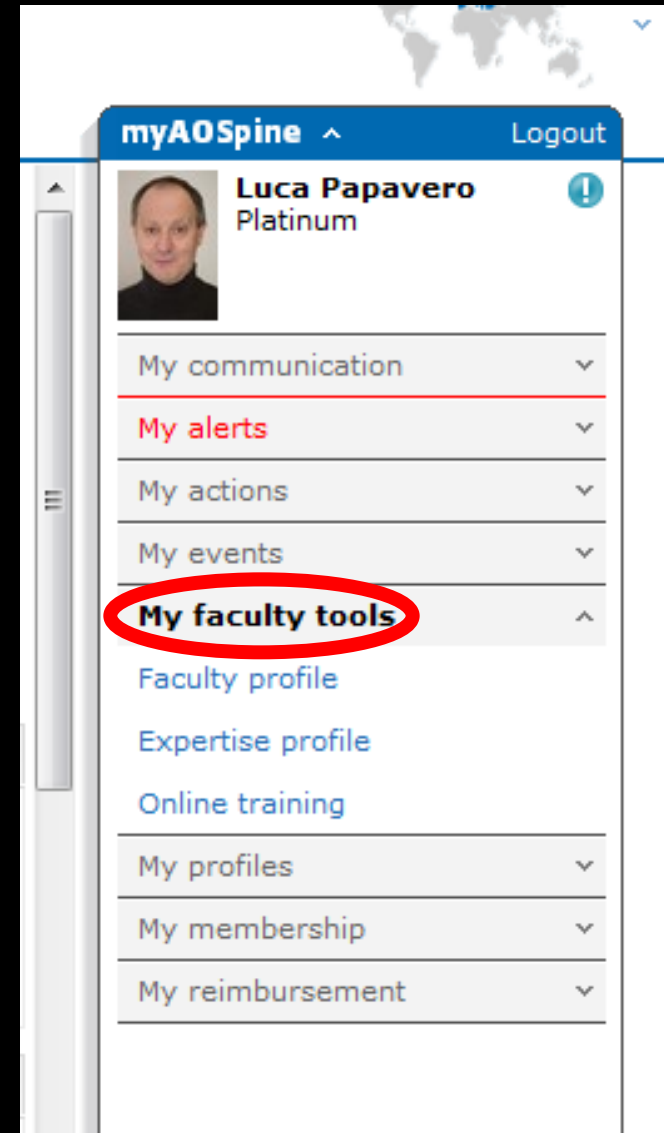 myAOSpine Logout
Luca Papavero
Platinum
My communication
My alerts
My actions
My events
My faculty tools
Faculty profile
Expertise profile
Online training
My profiles
My membership
My reimbursement